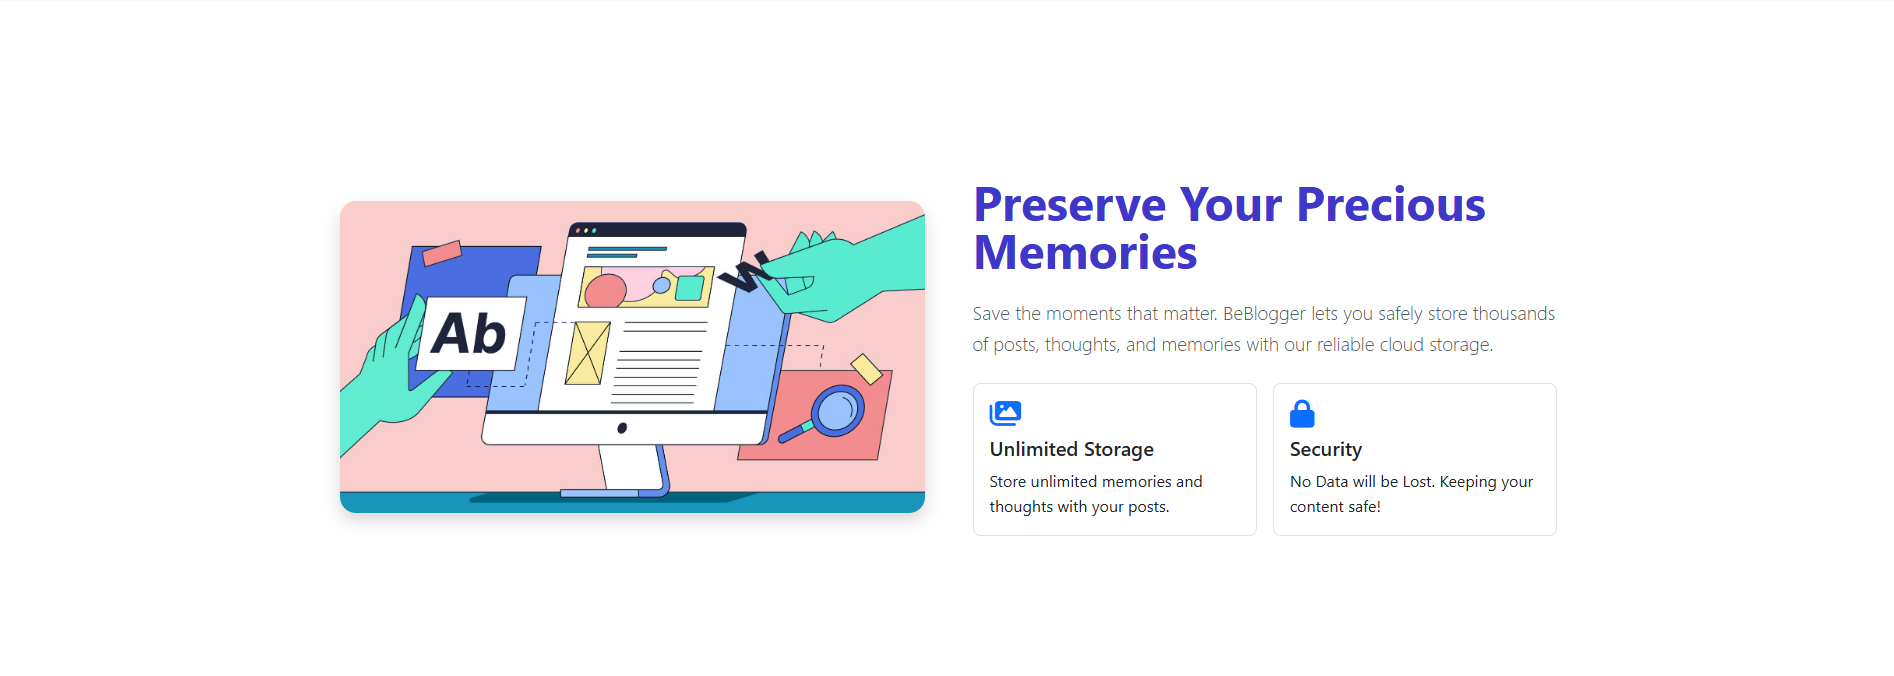 Ab
W
Preserve Your Precious
Memories
Save the moments that matter. BeBlogger lets you safely store thousands
of posts, thoughts, and memories with our reliable cloud storage.
Unlimited Storage
Store unlimited memories and
thoughts with your posts.
Security
No Data will be Lost. Keeping your
content safe!